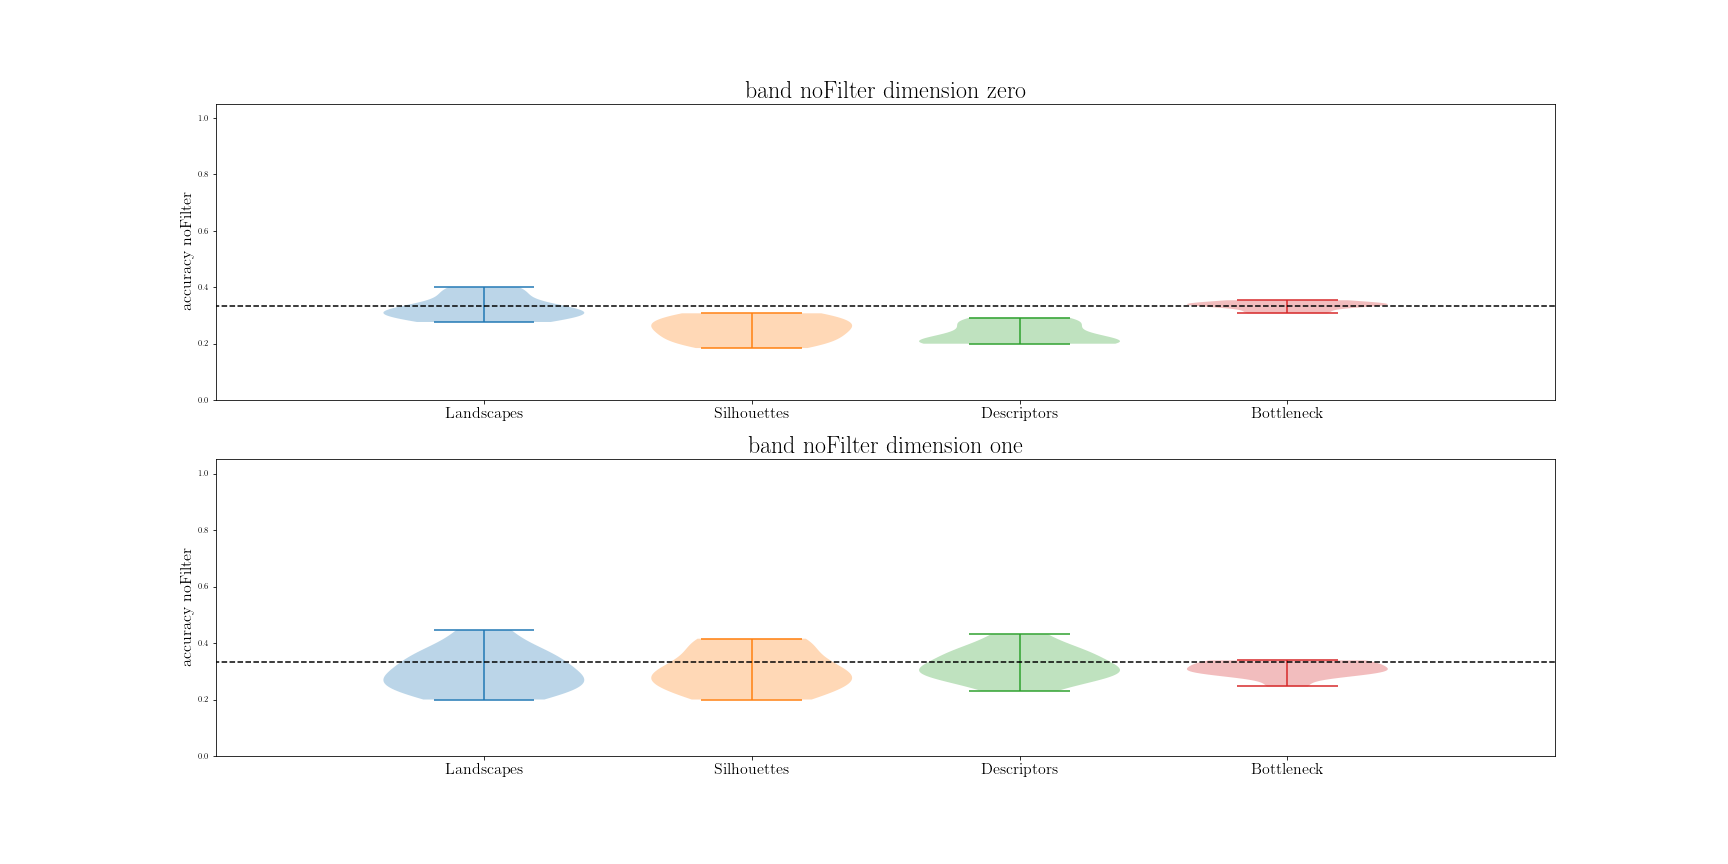 band noFilter dimension zero
accuracy noFilter
1.0
0.8
0.6
0.4
0.2
0.0
Landscapes Silhouettes Descriptors Bottleneck
band noFilter dimension one
accuracy noFilter
1.0
0.8
0.6
0.4
0.2
0.0
Landscapes Silhouettes Descriptors Bottleneck